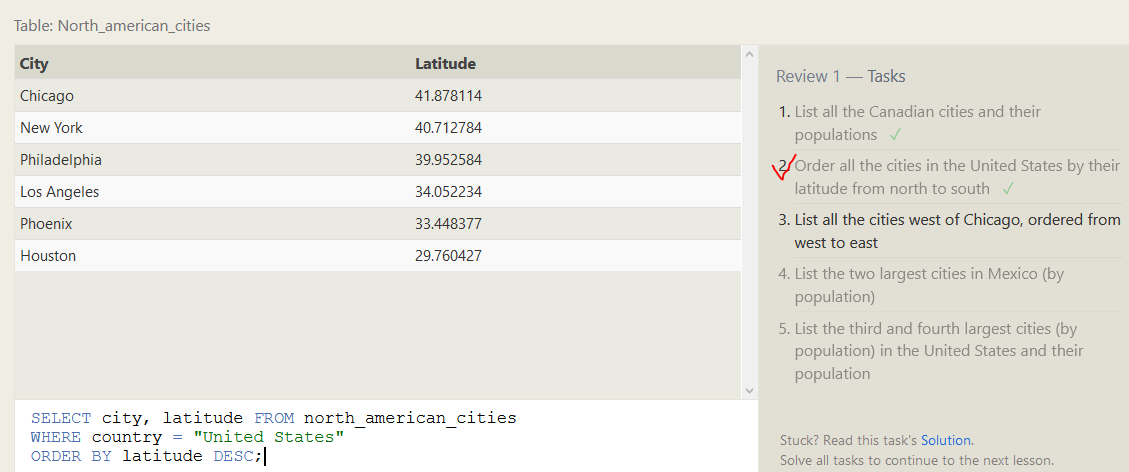 Table: North_american_cities
City Latitude
Chicago 41.878114
New York 40.712784
Philadelphia 39.952584
Los Angeles 34.052234
Phoenix 33.448377
Houston 29.760427
SELECT city, latitude FROM north_american_cities
WHERE country = "United States"
ORDER BY latitude DESC;
Review 1 — Tasks
1. List all the Canadian cities and their
populations ✓
2. Order all the cities in the United States by their
latitude from north to south ✓
3. List all the cities west of Chicago, ordered from
west to east
4. List the two largest cities in Mexico (by
population)
5. List the third and fourth largest cities (by
population) in the United States and their
population
Stuck? Read this task's Solution.
Solve all tasks to continue to the next lesson.